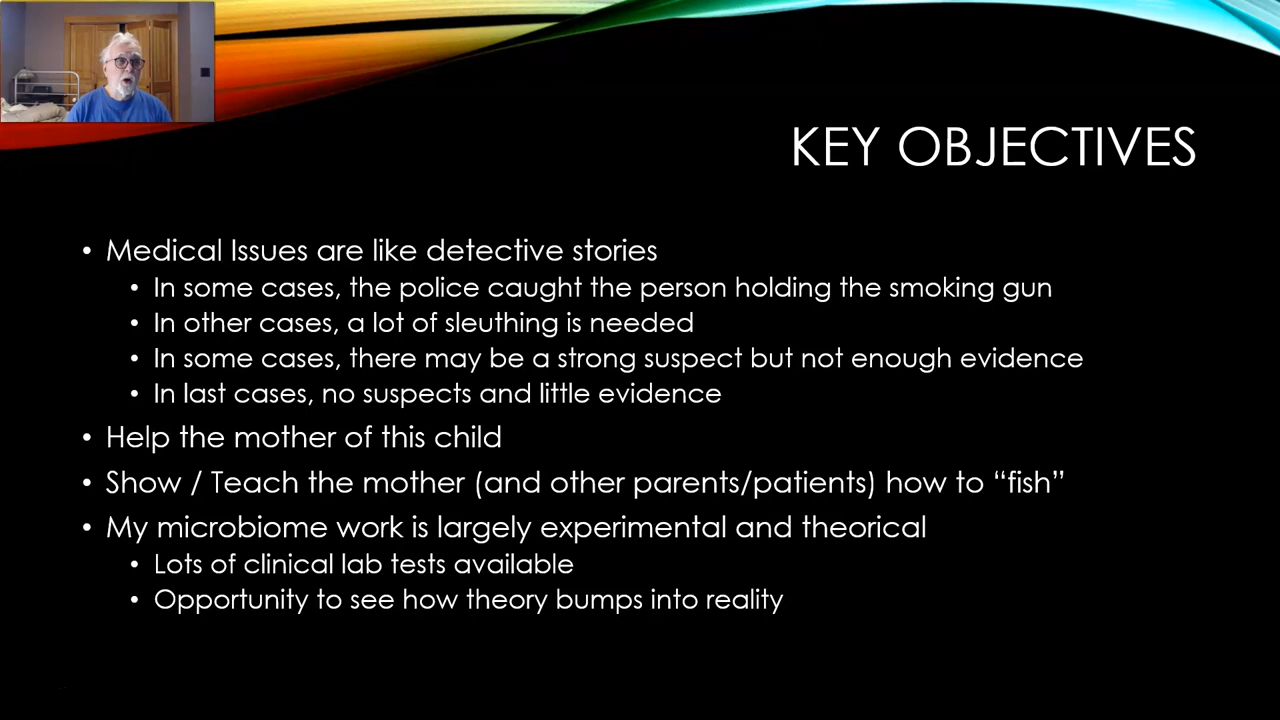 KEY OBJECTIVES
• Medical Issues are like detective stories
• In some cases, the police caught the person holding the smoking gun
• In other cases, a lot of sleuthing is needed
• In some cases, there may be a strong suspect but not enough evidence
• In last cases, no suspects and little evidence
• Help the mother of this child
• Show / Teach the mother (and other parents/patients) how to “fish”
• My microbiome work is largely experimental and theorical
• Lots of clinical lab tests available
• Opportunity to see how theory bumps into reality